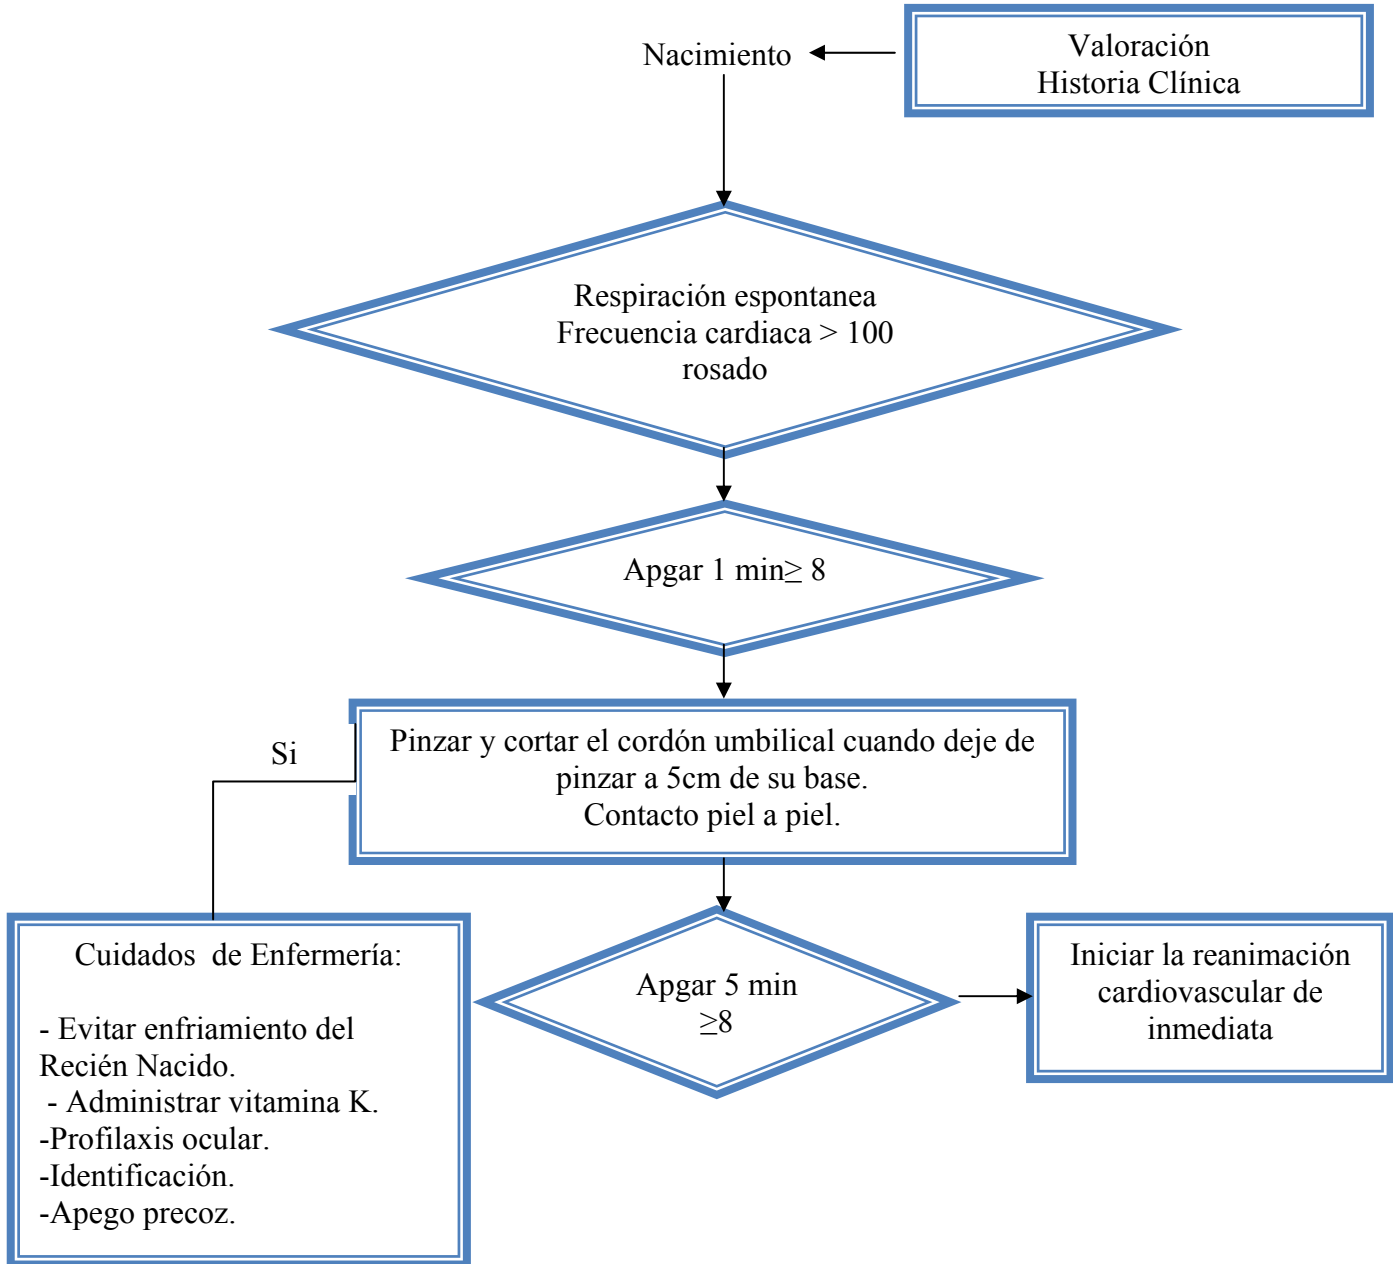 Nacimiento
Valoración
Historia Clínica
Respiración espontanea
Frecuencia cardiaca > 100
rosado
Apgar 1 min≥ 8
Si
Pinzar y cortar el cordón umbilical cuando deje de
pinzar a 5cm de su base.
Contacto piel a piel.
Cuidados de Enfermería:
- Evitar enfriamiento del
Recién Nacido.
- Administrar vitamina K.
-Profilaxis ocular.
-Identificación.
-Apego precoz.
Apgar 5 min
≥8
Iniciar la reanimación
cardiovascular de
inmediata